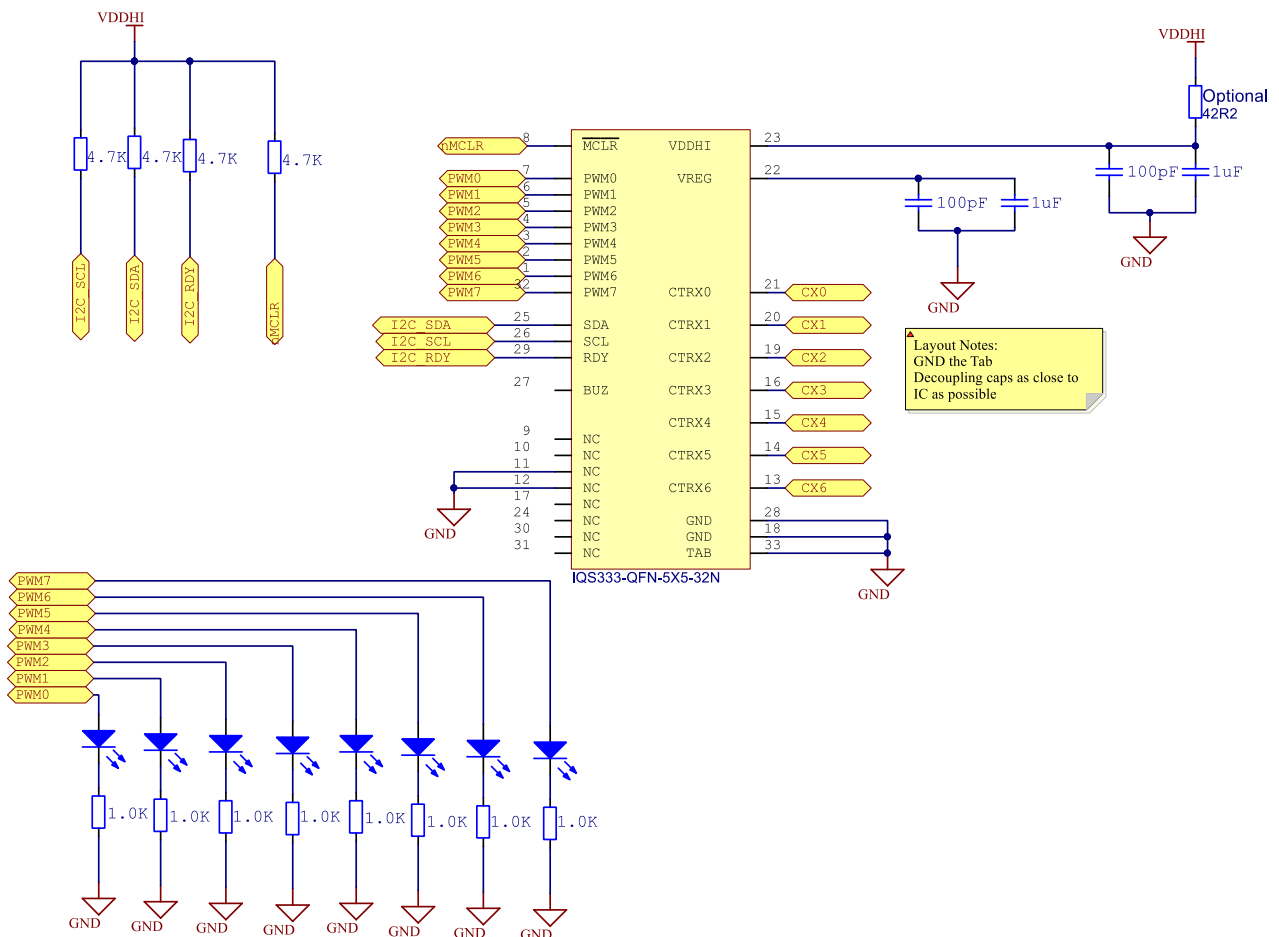 VDDHI
4.7K
4.7K
4.7K
4.7K
I2C_SCL
I2C_SDA
I2C_RDY
nMCLR
VDDHI
Optional
42R2
100pF
1uF
GND
100pF
1uF
GND
nMCLR 8 MCLR
PWM0 7 PWM0
PWM1 6 PWM1
PWM2 5 PWM2
PWM3 4 PWM3
PWM4 3 PWM4
PWM5 2 PWM5
PWM6 1 PWM6
PWM7 32 PWM7
I2C_SDA 25 SDA
I2C_SCL 26 SCL
I2C_RDY 29 RDY
27 BUZ
9 NC
10 NC
11 NC
12 NC
17 NC
24 NC
30 NC
31 NC
GND
VDDHI 23
VREG 22
CTRX0 21 CX0
CTRX1 20 CX1
CTRX2 19 CX2
CTRX3 16 CX3
CTRX4 15 CX4
CTRX5 14 CX5
CTRX6 13 CX6
GND 28
GND 18
TAB 33
GND
IQS333-QFN-5X5-32N
Layout Notes:
GND the Tab
Decoupling caps as close to
IC as possible
PWM7
PWM6
PWM5
PWM4
PWM3
PWM2
PWM1
PWM0
1.0K
1.0K
1.0K
1.0K
1.0K
1.0K
1.0K
1.0K
GND
GND
GND
GND
GND
GND
GND
GND